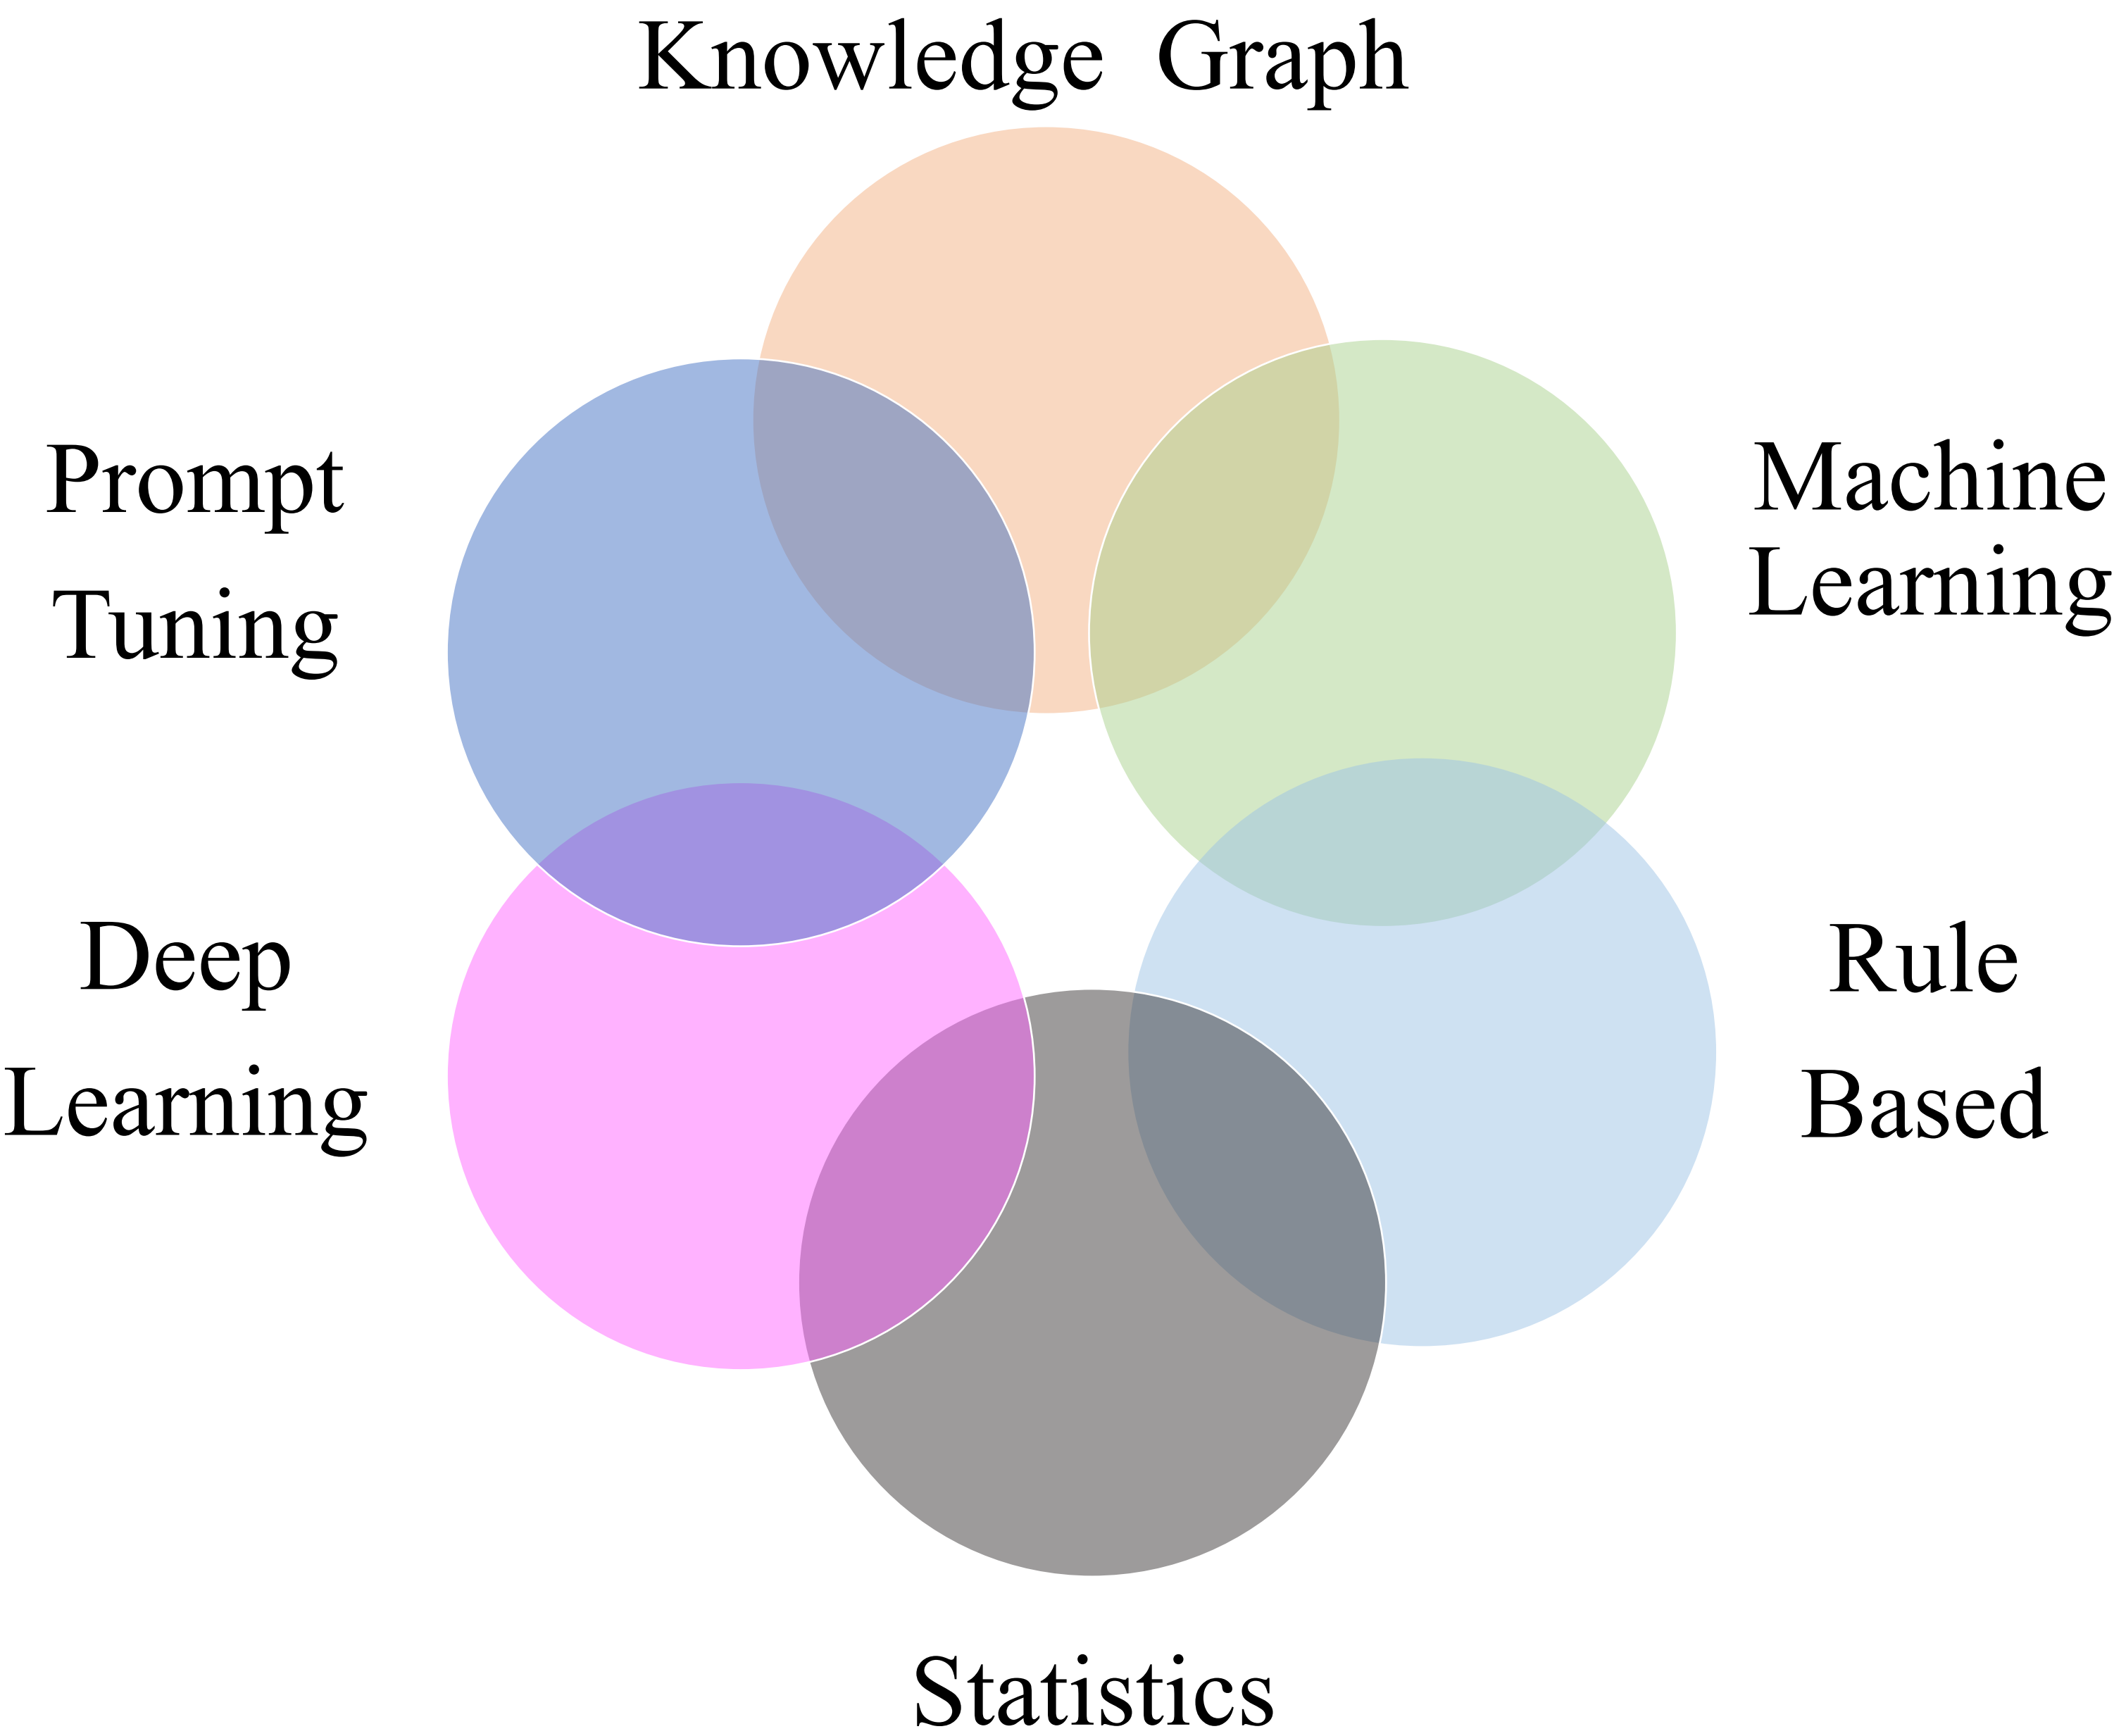 Knowledge Graph
Prompt
Tuning
Machine
Learning
Deep
Learning
Rule
Based
Statistics